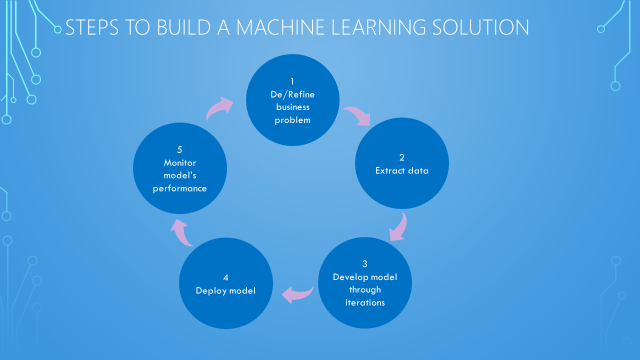 STEPS TO BUILD A MACHINE LEARNING SOLUTION
1
De/Refine
business
problem
2
Extract data
3
Develop model
through
iterations
4
Deploy model
5
Monitor
model's
performance